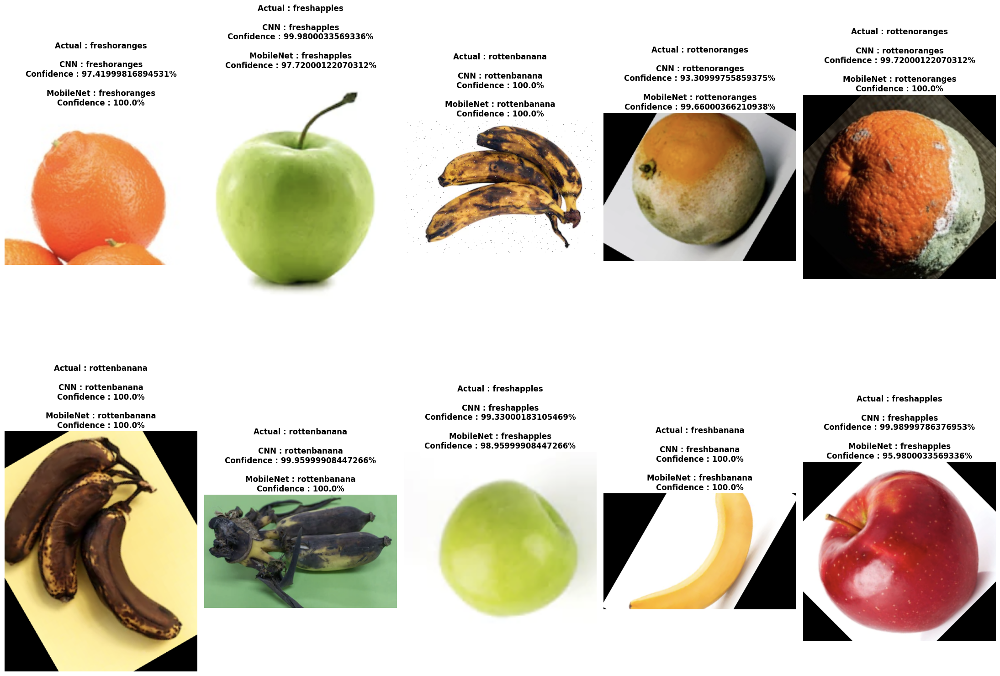 Actual : freshoranges
CNN : freshoranges
Confidence : 97.41999816894531%
MobileNet : freshoranges
Confidence : 100.0%
Actual : freshapples
CNN : freshapples
Confidence : 99.9800033569336%
MobileNet : freshapples
Confidence : 97.72000122070312%
Actual : rottenbanana
CNN : rottenbanana
Confidence : 100.0%
MobileNet : rottenbanana
Confidence : 100.0%
Actual : rottenoranges
CNN : rottenoranges
Confidence : 93.30999755859375%
MobileNet : rottenoranges
Confidence : 99.66000366210938%
Actual : rottenoranges
CNN : rottenoranges
Confidence : 99.72000122070312%
MobileNet : rottenoranges
Confidence : 100.0%
Actual : rottenbanana
CNN : rottenbanana
Confidence : 100.0%
MobileNet : rottenbanana
Confidence : 100.0%
Actual : rottenbanana
CNN : rottenbanana
Confidence : 99.95999908447266%
MobileNet : rottenbanana
Confidence : 100.0%
Actual : freshapples
CNN : freshapples
Confidence : 99.33000183105469%
MobileNet : freshapples
Confidence : 98.95999908447266%
Actual : freshbanana
CNN : freshbanana
Confidence : 100.0%
MobileNet : freshbanana
Confidence : 100.0%
Actual : freshapples
CNN : freshapples
Confidence : 99.98999786376953%
MobileNet : freshapples
Confidence : 95.9800033569336%